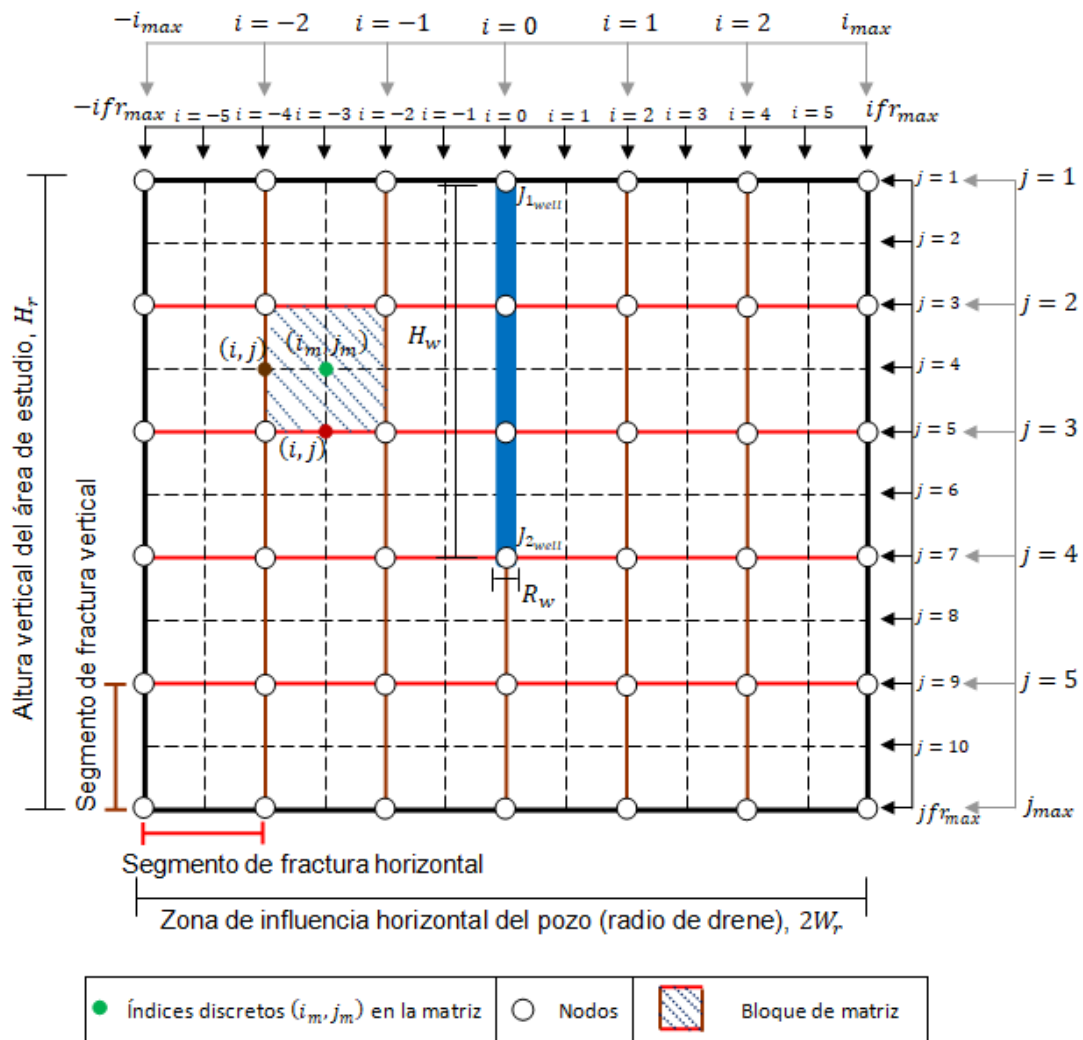 −i_max i = −2 i = −1 i = 0 i = 1 i = 2 i_max
−ifr_max i = −5 i = −4 i = −3 i = −2 i = −1 i = 0 i = 1 i = 2 i = 3 i = 4 i = 5 ifr_max
J_1well
j = 1 j = 1
j = 2
j = 3 j = 2
(i, j) (i_m, j_m) H_w
j = 4
(i, j)
j = 5 j = 3
j = 6
J_2well
j = 7 j = 4
R_w
j = 8
j = 9 j = 5
j = 10
jfr_max j_max
Altura vertical del área de estudio, H_r
Segmento de fractura vertical
Segmento de fractura horizontal
Zona de influencia horizontal del pozo (radio de drene), 2W_r
Índices discretos (i_m, j_m) en la matriz Nodos Bloque de matriz